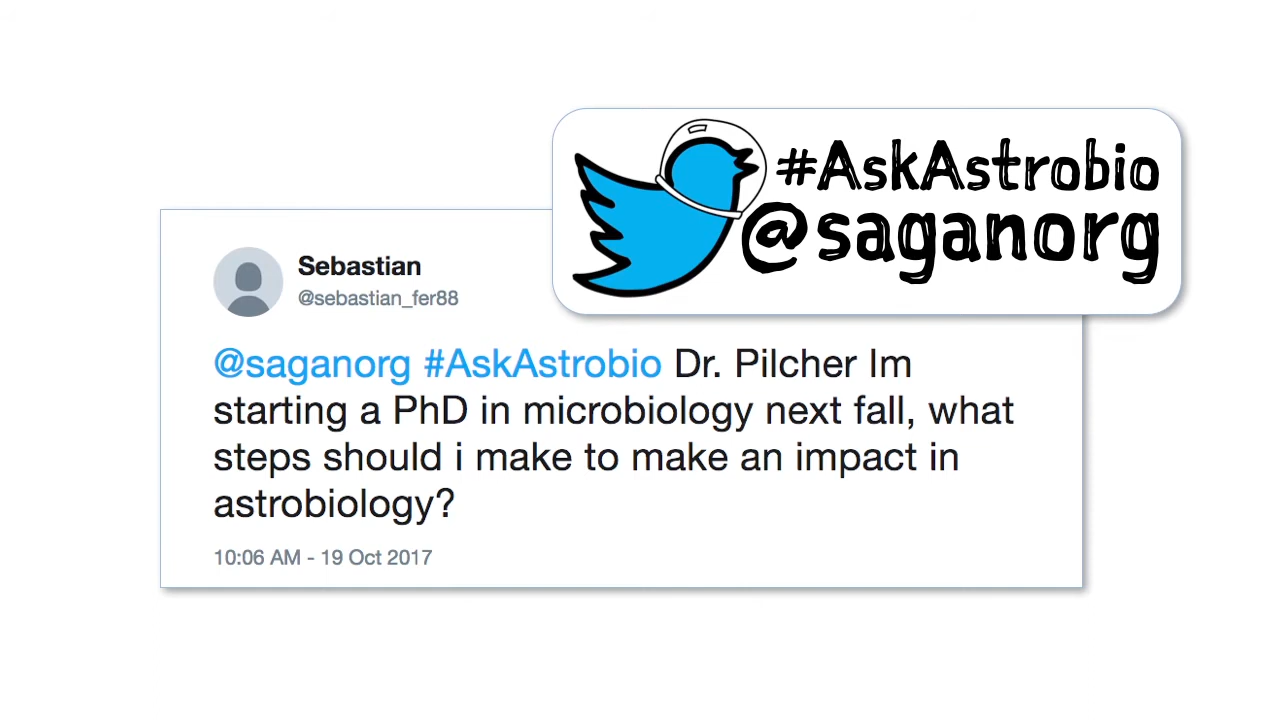 #AskAstrobio
@saganorg
Sebastian
@sebastian_fer88
@saganorg #AskAstrobio Dr. Pilcher Im
starting a PhD in microbiology next fall, what
steps should i make to make an impact in
astrobiology?
10:06 AM - 19 Oct 2017